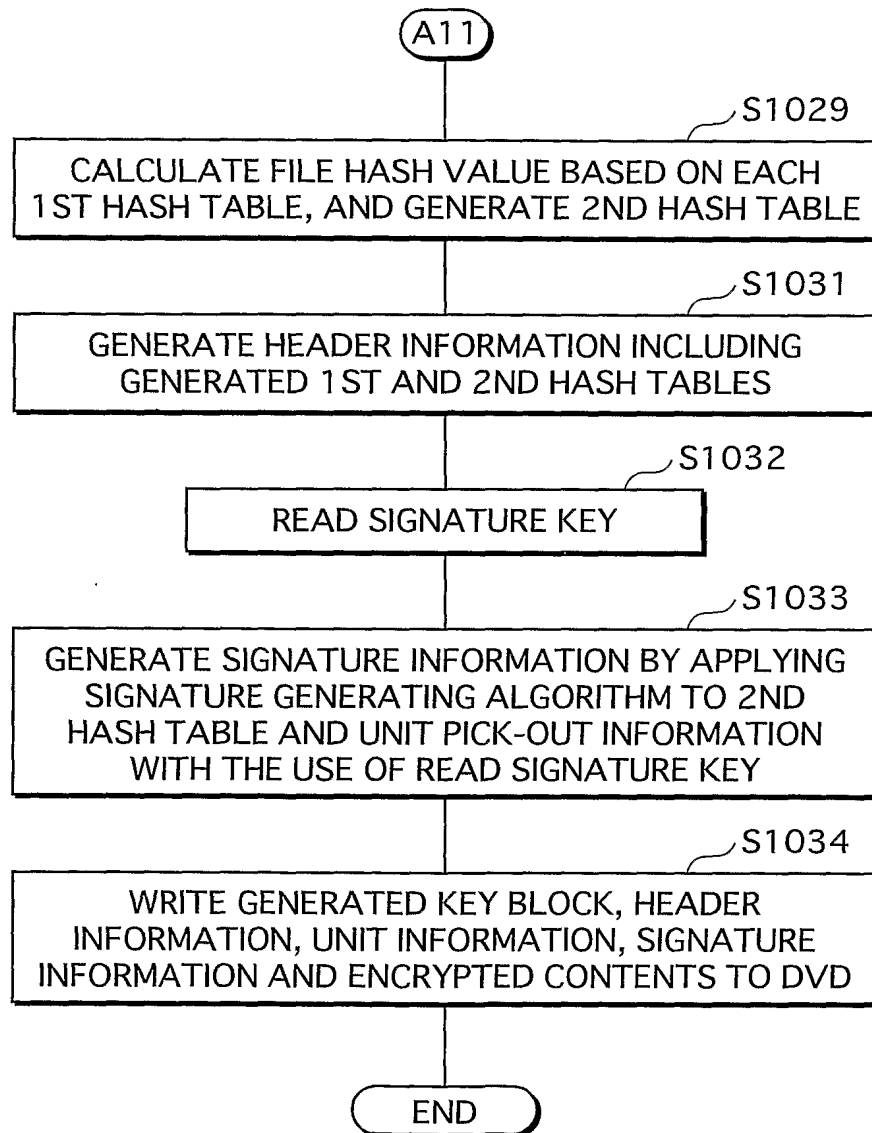 A11
S1029
CALCULATE FILE HASH VALUE BASED ON EACH
1ST HASH TABLE, AND GENERATE 2ND HASH TABLE
S1031
GENERATE HEADER INFORMATION INCLUDING
GENERATED 1ST AND 2ND HASH TABLES
S1032
READ SIGNATURE KEY
S1033
GENERATE SIGNATURE INFORMATION BY APPLYING
SIGNATURE GENERATING ALGORITHM TO 2ND
HASH TABLE AND UNIT PICK-OUT INFORMATION
WITH THE USE OF READ SIGNATURE KEY
S1034
WRITE GENERATED KEY BLOCK, HEADER
INFORMATION, UNIT INFORMATION, SIGNATURE
INFORMATION AND ENCRYPTED CONTENTS TO DVD
END